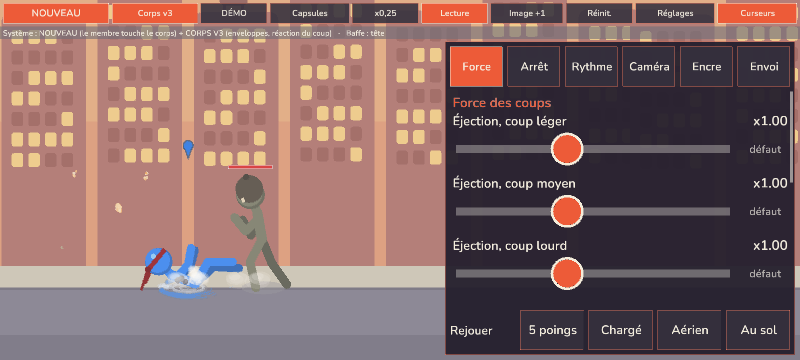 NOUVEAU
Corps v3
DÉMO
Capsules
x0,25
Lecture
Image +1
Réinit.
Réglages
Curseurs
Système : NOUVEAU (le membre touche le corps) + CORPS V3 (enveloppes, réaction du coup) - Baffe : tête
Force
Arrêt
Rythme
Caméra
Encre
Envoi
Force des coups
Éjection, coup léger x1.00
défaut
Éjection, coup moyen x1.00
défaut
Éjection, coup lourd x1.00
défaut
Rejouer
5 poings
Chargé
Aérien
Au sol